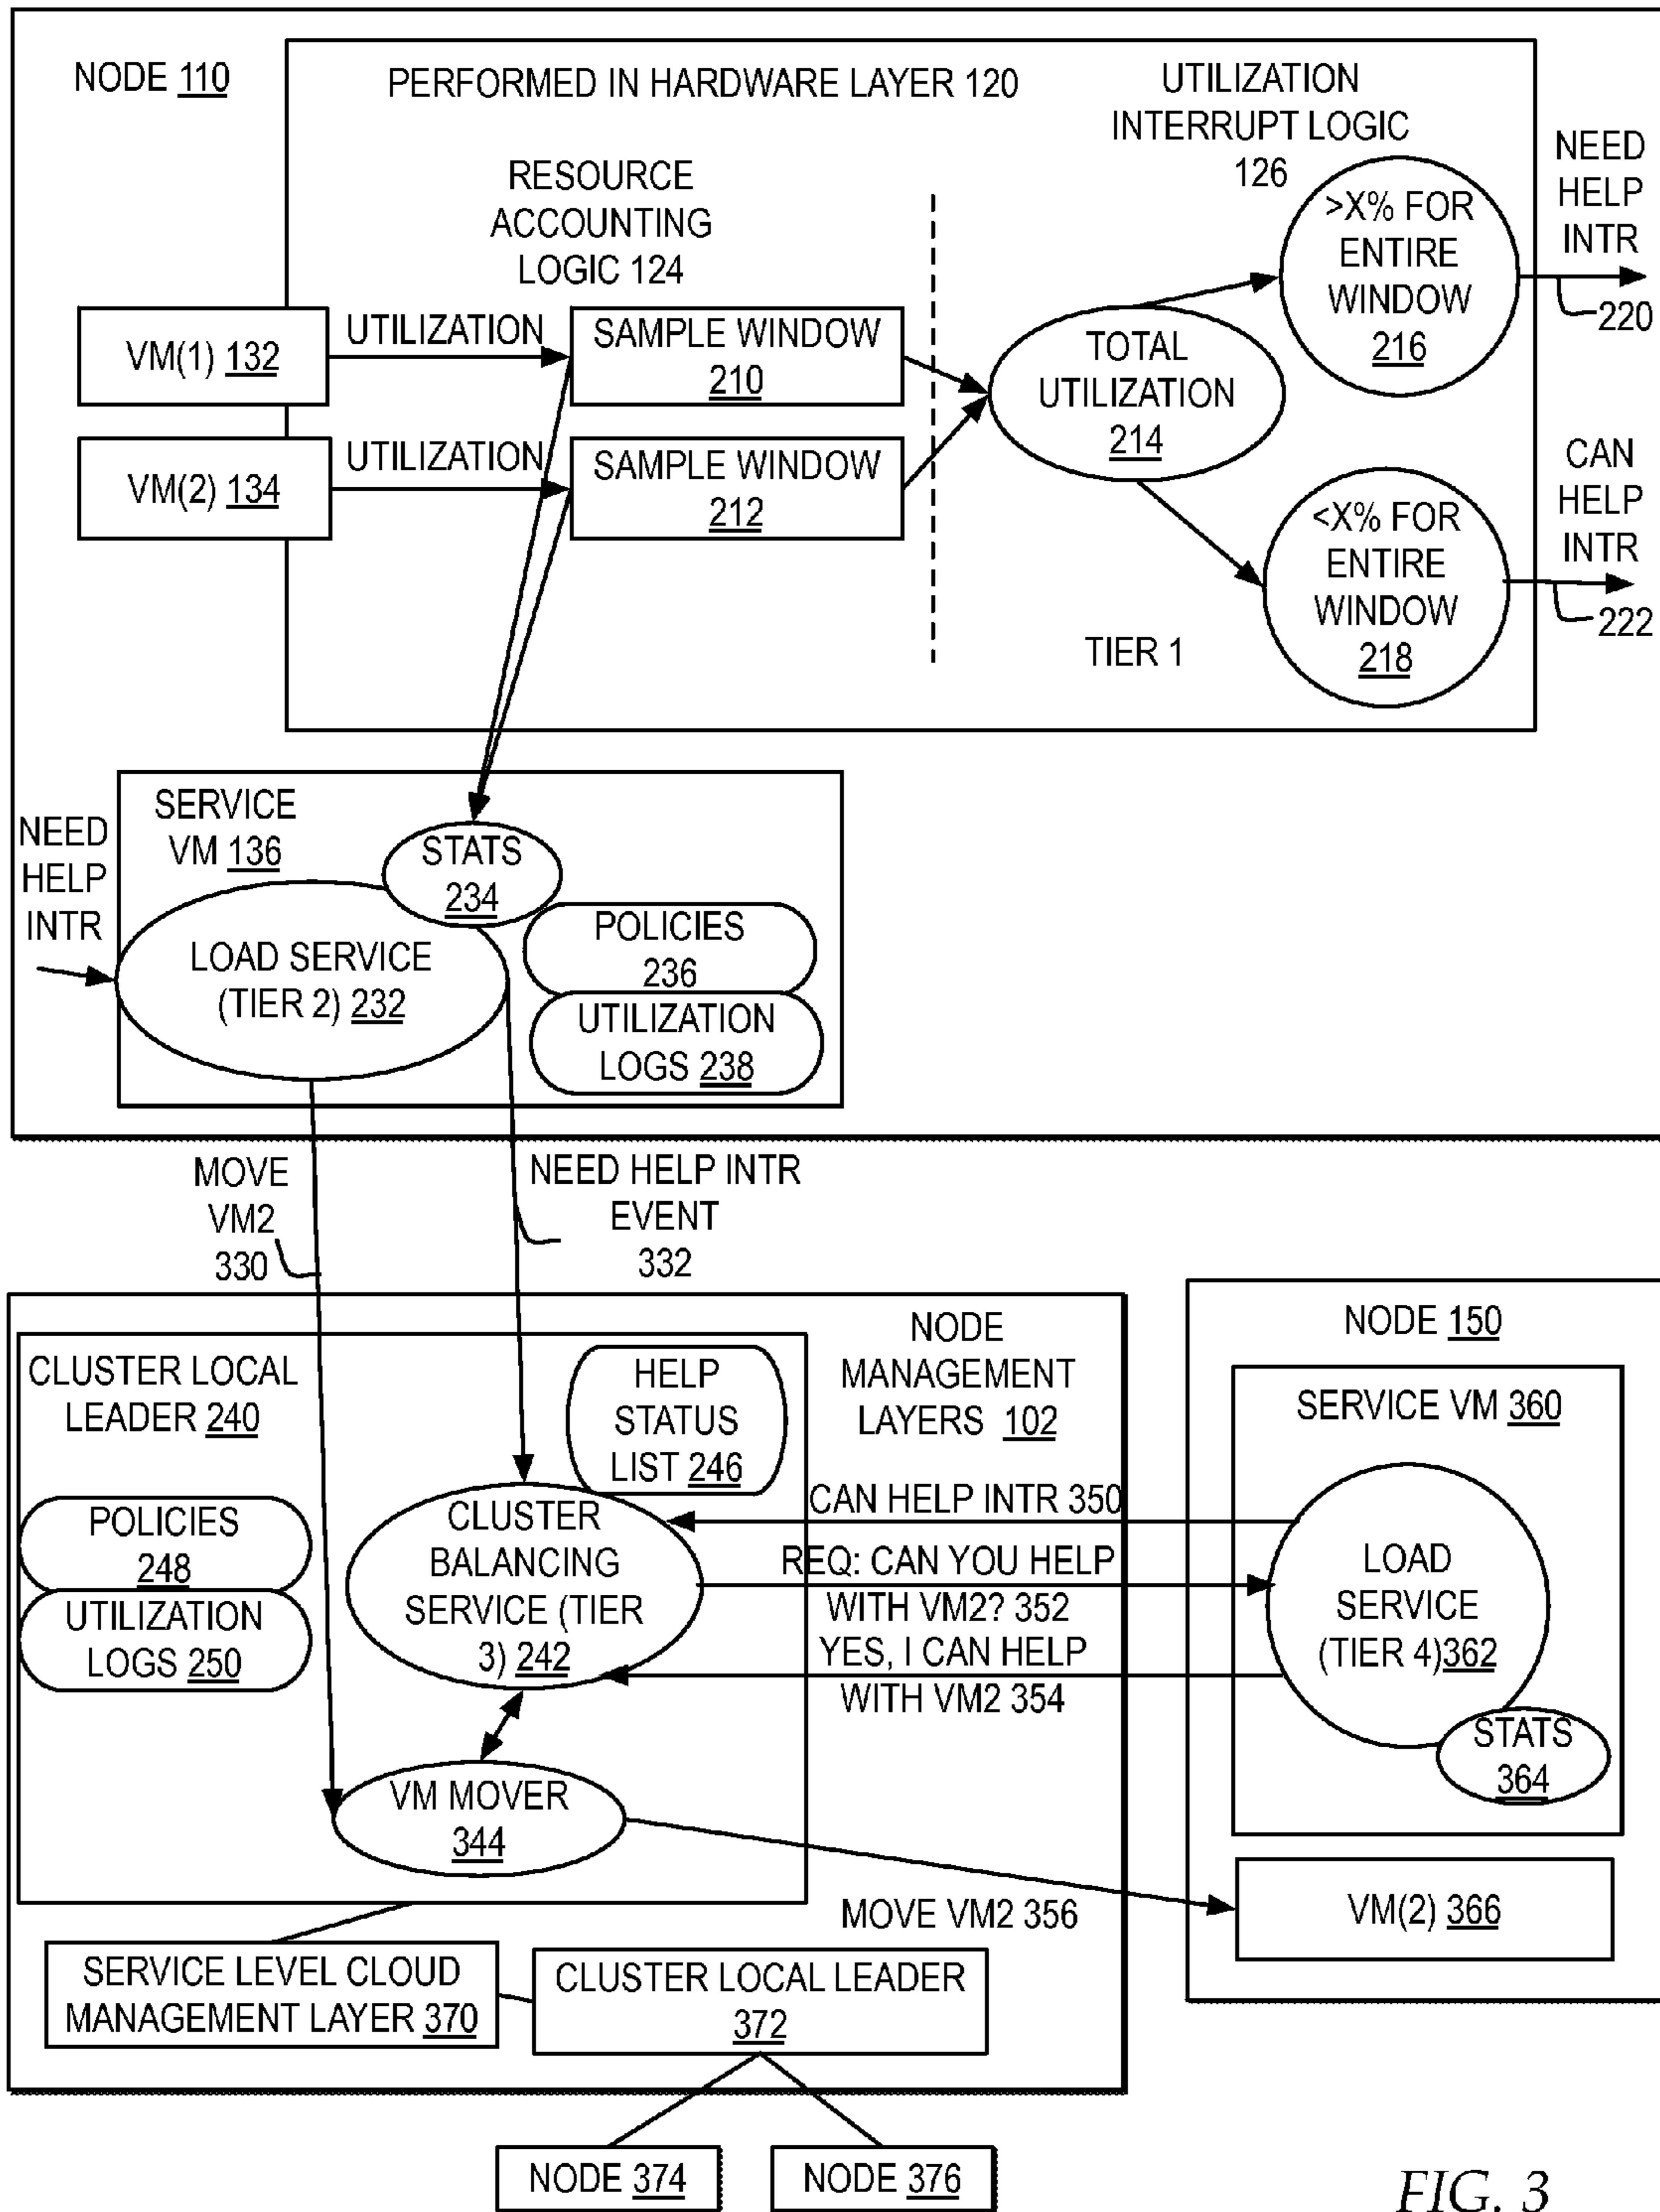 NODE 110
PERFORMED IN HARDWARE LAYER 120
UTILIZATION
INTERRUPT LOGIC
126
RESOURCE
ACCOUNTING
LOGIC 124
>X% FOR
ENTIRE
WINDOW
216
NEED
HELP
INTR
220
VM(1) 132
UTILIZATION
SAMPLE WINDOW
210
TOTAL
UTILIZATION
214
VM(2) 134
UTILIZATION
SAMPLE WINDOW
212
<X% FOR
ENTIRE
WINDOW
218
CAN
HELP
INTR
222
TIER 1
SERVICE
VM 136
NEED
HELP
INTR
STATS
234
LOAD SERVICE
(TIER 2) 232
POLICIES
236
UTILIZATION
LOGS 238
MOVE
VM2
330
NEED HELP INTR
EVENT
332
CLUSTER LOCAL
LEADER 240
HELP
STATUS
LIST 246
NODE
MANAGEMENT
LAYERS 102
NODE 150
SERVICE VM 360
POLICIES
248
UTILIZATION
LOGS 250
CLUSTER
BALANCING
SERVICE (TIER
3) 242
CAN HELP INTR 350
REQ: CAN YOU HELP
WITH VM2? 352
YES, I CAN HELP
WITH VM2 354
LOAD
SERVICE
(TIER 4)362
STATS
364
VM MOVER
344
MOVE VM2 356
VM(2) 366
SERVICE LEVEL CLOUD
MANAGEMENT LAYER 370
CLUSTER LOCAL LEADER
372
NODE 374
NODE 376
FIG. 3